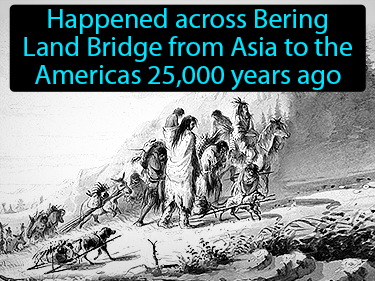 Happened across Bering
Land Bridge from Asia to the
Americas 25,000 years ago